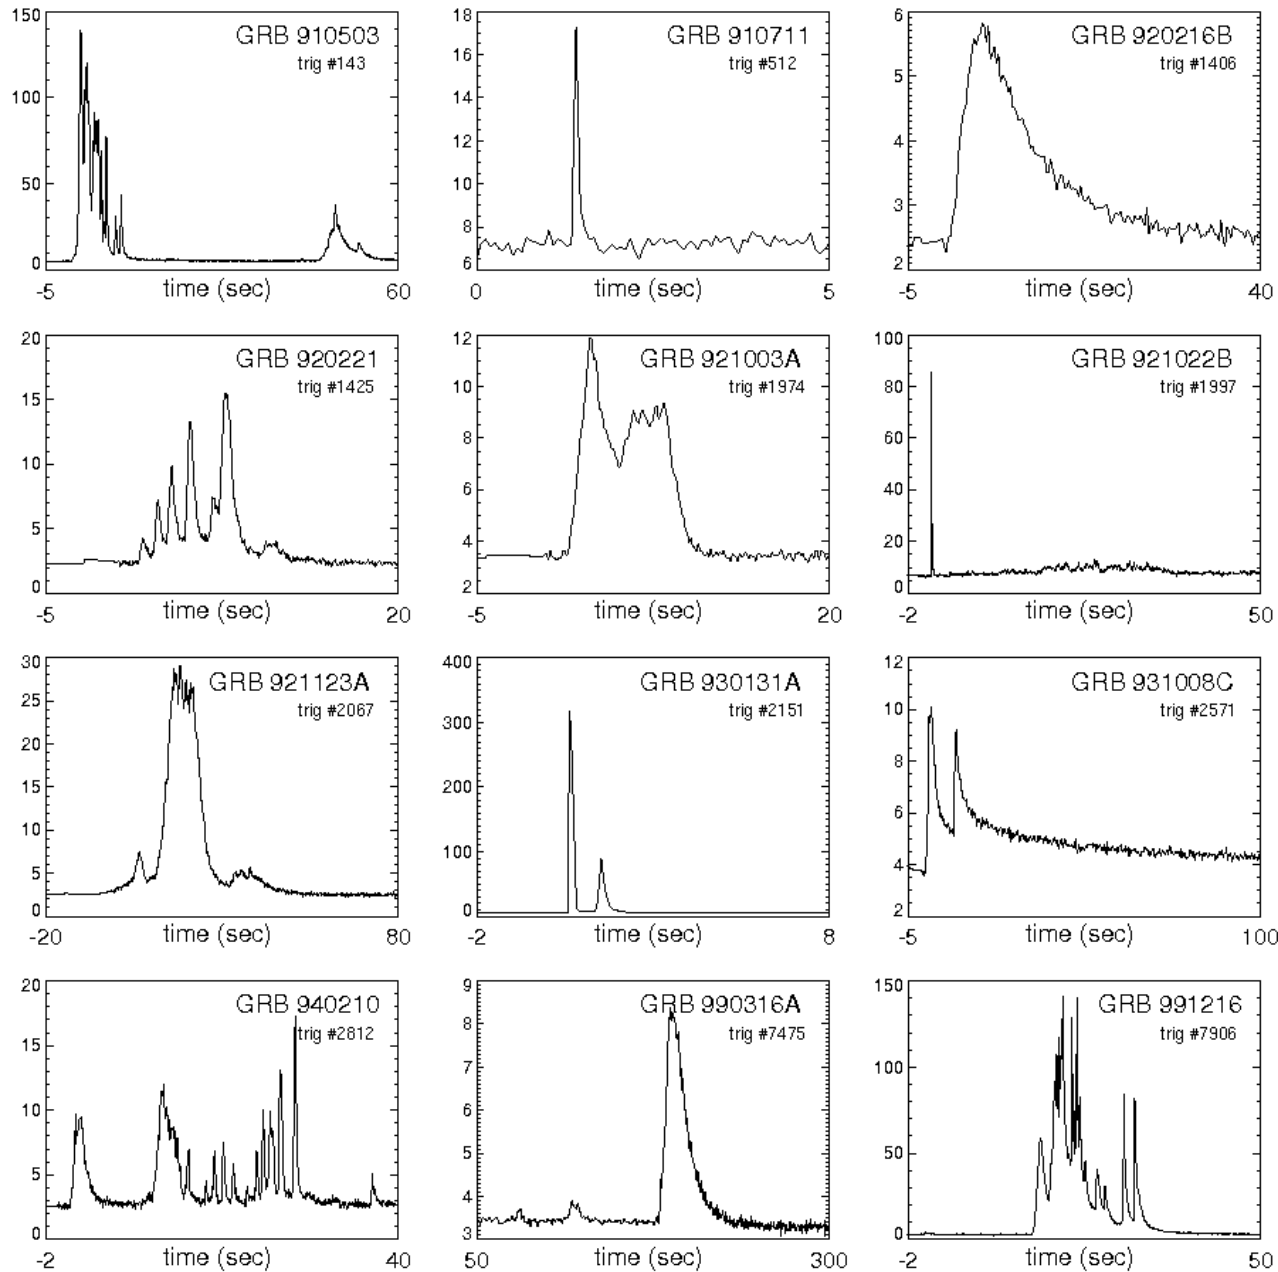 150
100
50
0
GRB 910503
trig #143
-5
time (sec)
60
18
16
14
12
10
8
6
GRB 910711
trig #512
0
time (sec)
5
6
5
4
3
2
GRB 920216B
trig #1406
-5
time (sec)
40
20
15
10
5
0
GRB 920221
trig #1425
-5
time (sec)
20
12
10
8
6
4
2
GRB 921003A
trig #1974
-5
time (sec)
20
100
80
60
40
20
0
GRB 921022B
trig #1997
-2
time (sec)
50
30
25
20
15
10
5
0
GRB 921123A
trig #2067
-20
time (sec)
80
400
300
200
100
0
GRB 930131A
trig #2151
-2
time (sec)
8
12
10
8
6
4
2
GRB 931008C
trig #2571
-5
time (sec)
100
20
15
10
5
0
GRB 940210
trig #2812
-2
time (sec)
40
9
8
7
6
5
4
3
GRB 990316A
trig #7475
50
time (sec)
300
150
100
50
0
GRB 991216
trig #7906
-2
time (sec)
50